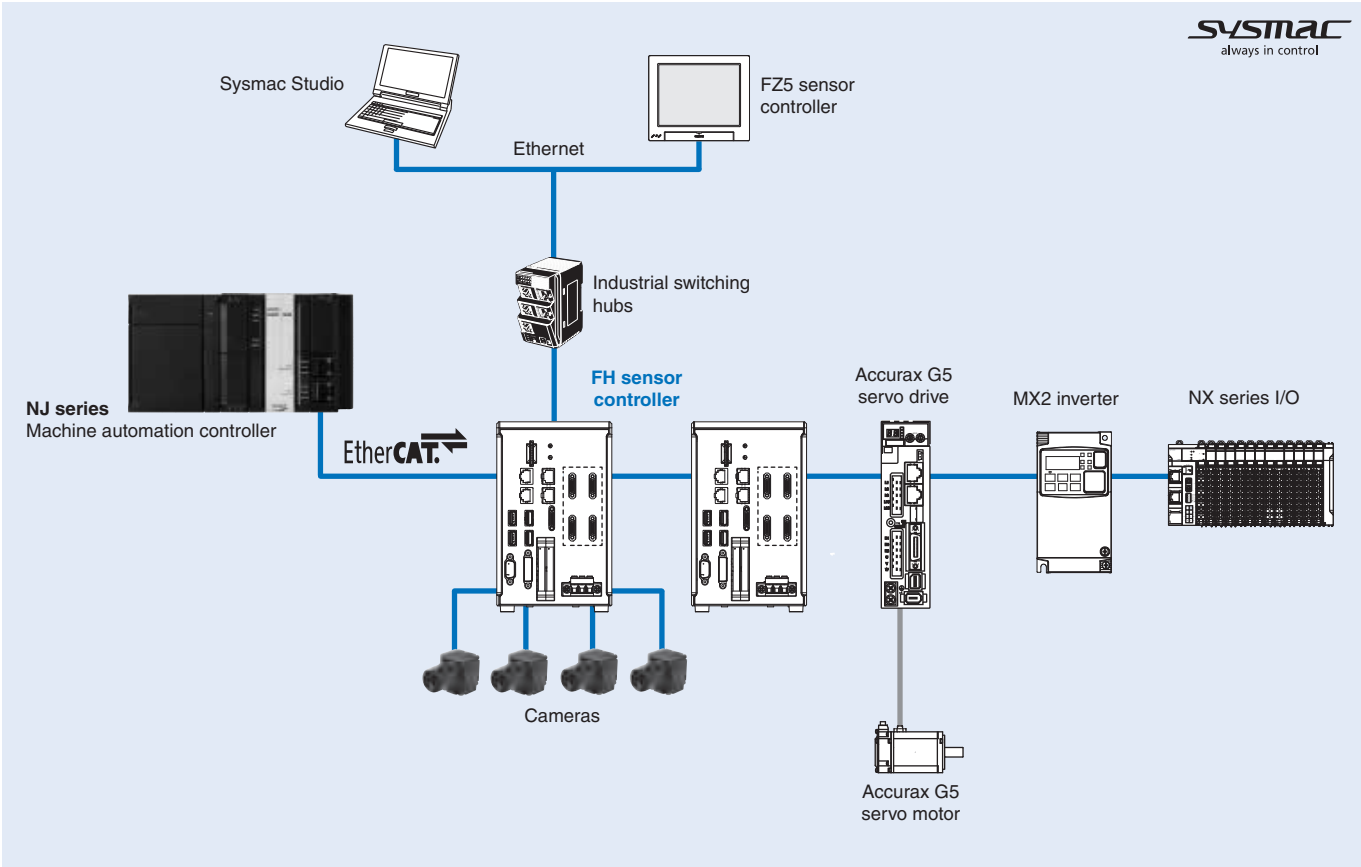 sysmac
always in control
Sysmac Studio
FZ5 sensor
controller
Ethernet
Industrial switching
hubs
FH sensor
controller
Accurax G5
servo drive
MX2 inverter
NX series I/O
NJ series
Machine automation controller
EtherCAT.
Cameras
Accurax G5
servo motor